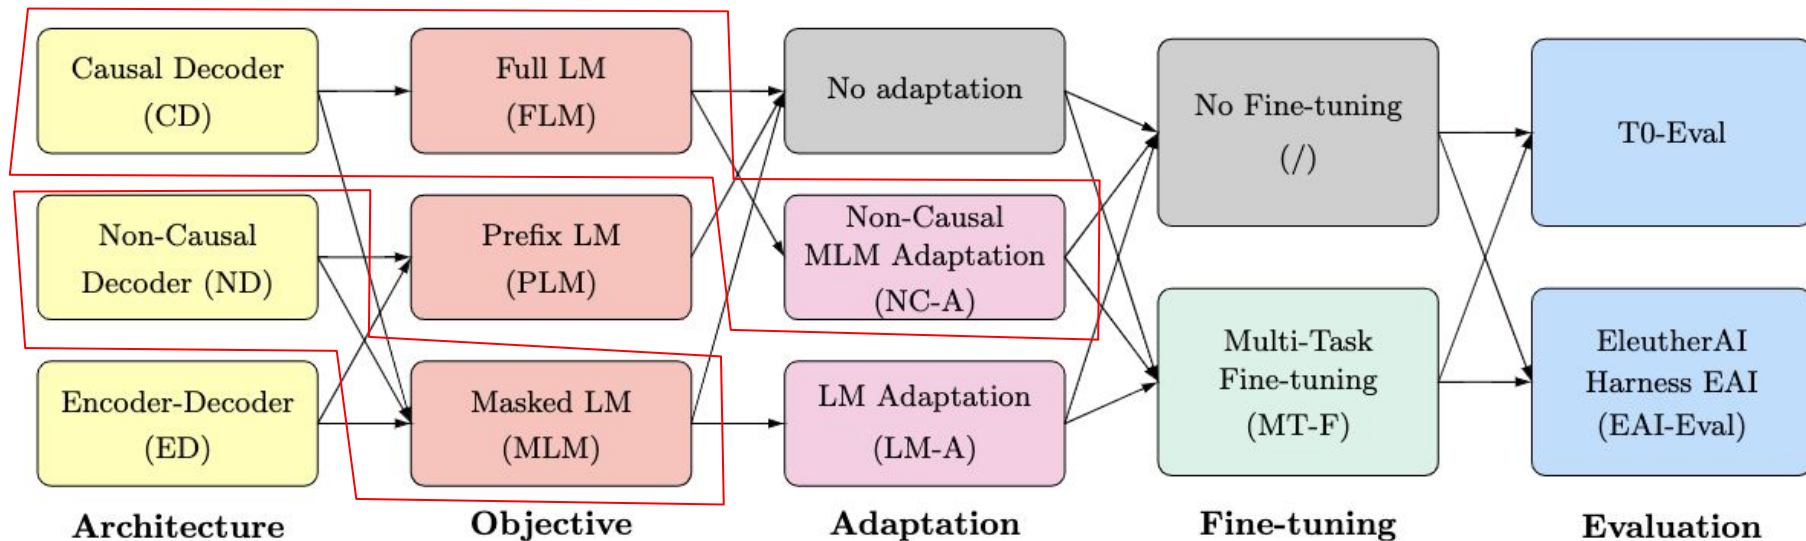 Causal Decoder
(CD)
Full LM
(FLM)
No adaptation
No Fine-tuning
(/)
T0-Eval
Non-Causal
Decoder (ND)
Prefix LM
(PLM)
Non-Causal
MLM Adaptation
(NC-A)
Encoder-Decoder
(ED)
Masked LM
(MLM)
LM Adaptation
(LM-A)
Multi-Task
Fine-tuning
(MT-F)
EleutherAI
Harness EAI
(EAI-Eval)
Architecture
Objective
Adaptation
Fine-tuning
Evaluation